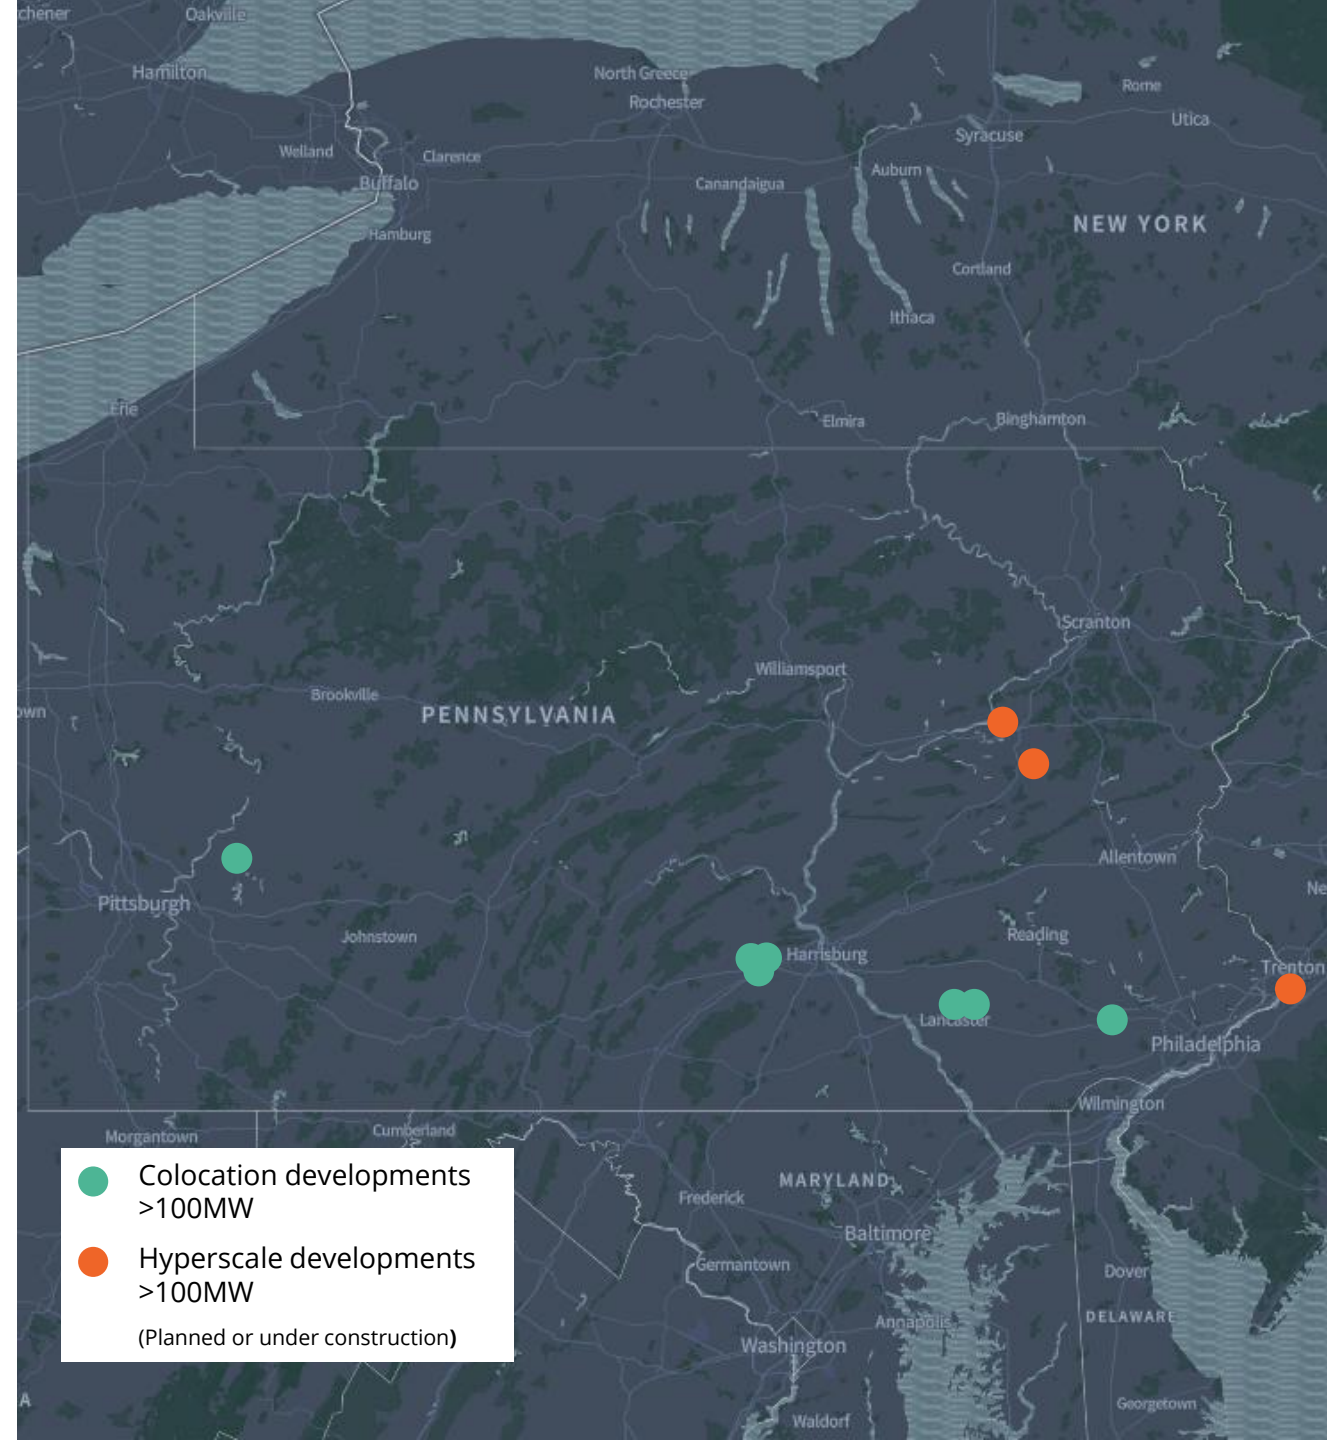 chener
Oakville
Hamilton
North Greece
Rome
Rochester
Utica
Syracuse
Welland
Clarence
Auburn
Buffalo
Canandaigua
NEW YORK
Hamburg
Cortland
Ithaca
Erie
Elmira
Binghamton
Scranton
Williamsport
Brookville
own
PENNSYLVANIA
Allentown
Ne
Pittsburgh
Johnstown
Reading
Harrisburg
Trenton
Lancaster
Philadelphia
Wilmington
Morgantown
Cumberland
MARYLAND
Frederick
Baltimore
Germantown
Dover
DELAWARE
Annapolis
Washington
Georgetown
A
Waldorf
Colocation developments
>100MW
Hyperscale developments
>100MW
(Planned or under construction)